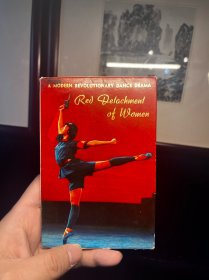 A MODERN REVOLUTIONARY DANCE DRAMA
Red Detachment
of Women